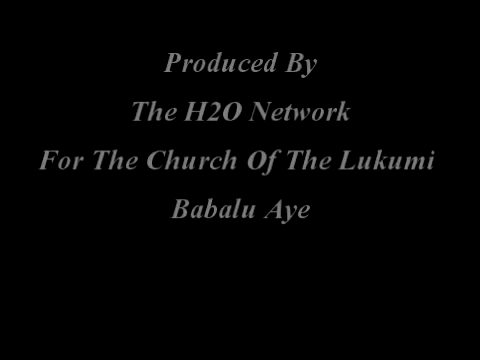 Produced By
The H2O Network
For The Church Of The Lukumi
Babalu Aye